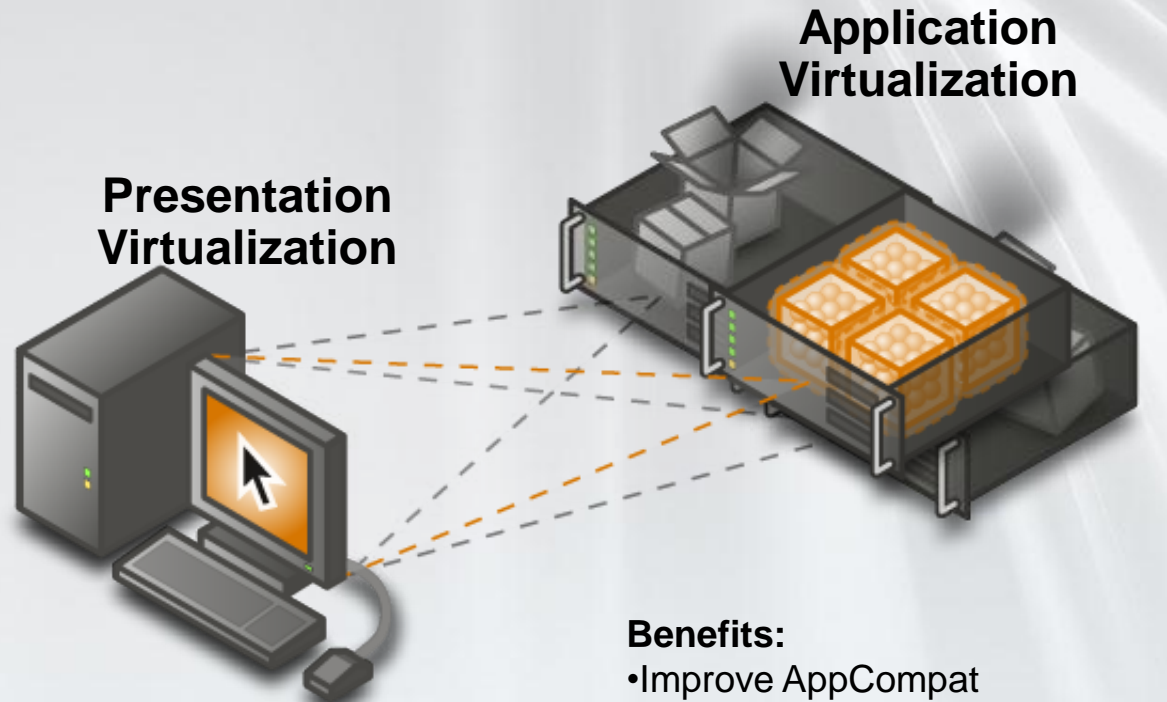 Application
Virtualization
Presentation
Virtualization
Benefits:
•Improve AppCompat